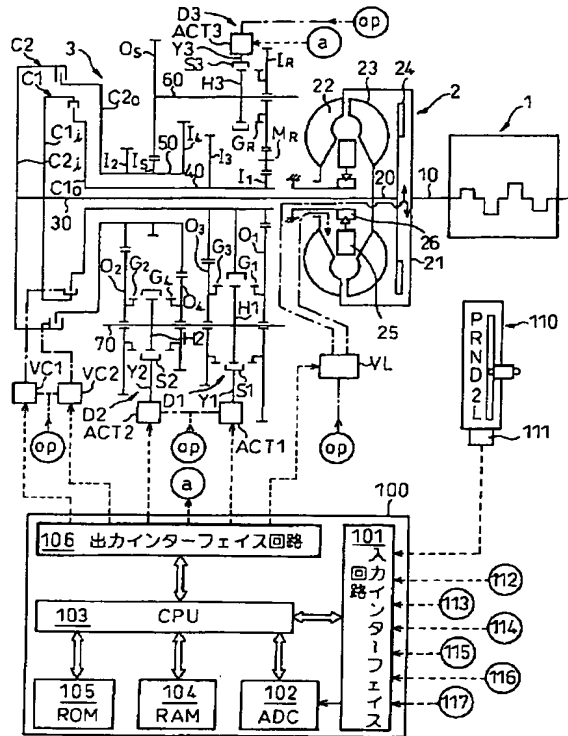 D3
ACT3
op
a
C2
3
Os
Y3
S3
IR
C1
60
H3
C2o
22
23
24
2
1
C1i
I4
GR
MR
I2
Is
50
I3
C2i
40
I1
C1o
20
10
30
26
O2
G2
O3
G3
G1
O1
G4
O4
25
21
H1
70
H2
110
P
R
N
D
2
L
VC1
VC2
Y2
S2
Y1
S1
VL
D2
D1
111
op
ACT2
op
ACT1
op
a
100
106 出力インターフェイス回路
101 入力インターフェイス回路
112
113
103 CPU
114
115
105 ROM
104 RAM
102 ADC
116
117